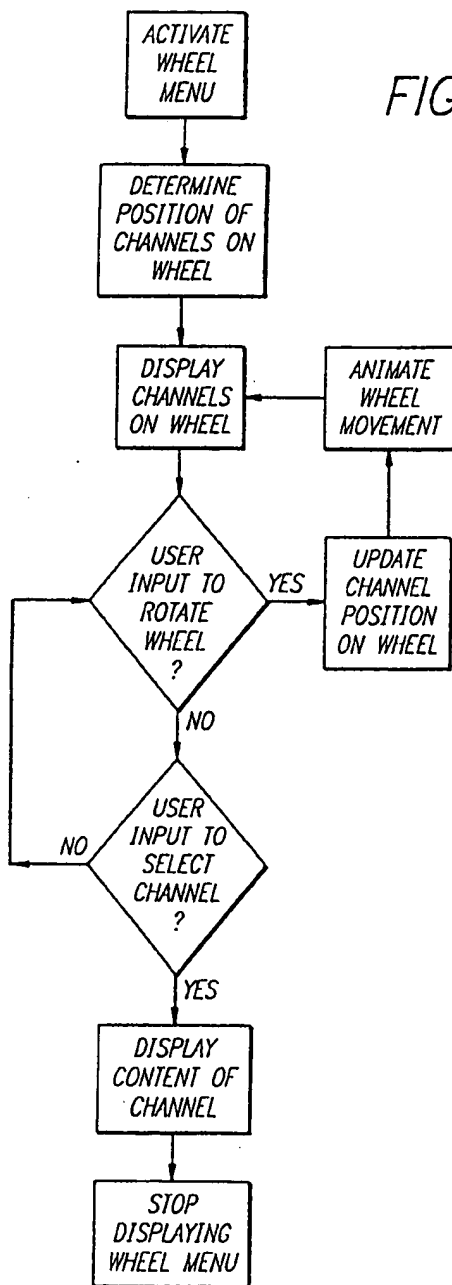 ACTIVATE
WHEEL
MENU
FIG
DETERMINE
POSITION OF
CHANNELS ON
WHEEL
DISPLAY
CHANNELS
ON WHEEL
ANIMATE
WHEEL
MOVEMENT
USER
INPUT TO
ROTATE
WHEEL
?
YES
UPDATE
CHANNEL
POSITION
ON WHEEL
NO
USER
INPUT TO
SELECT
CHANNEL
?
NO
YES
DISPLAY
CONTENT OF
CHANNEL
STOP
DISPLAYING
WHEEL MENU